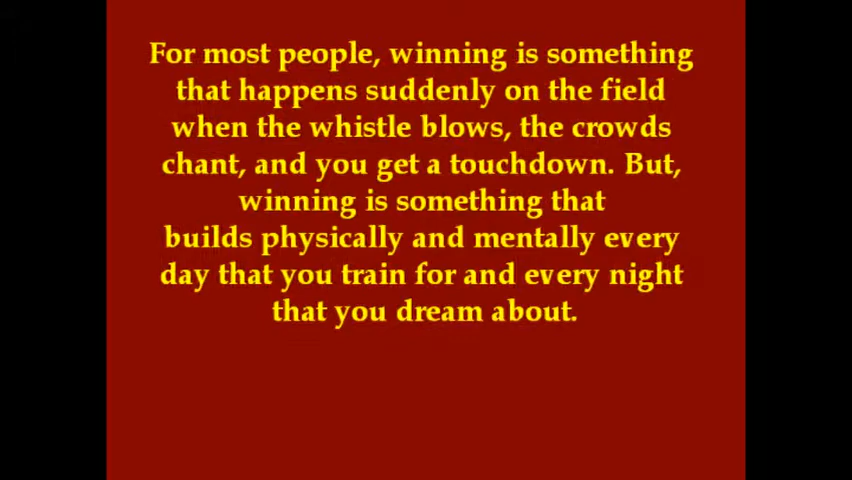 For most people, winning is something
that happens suddenly on the field
when the whistle blows, the crowds
chant, and you get a touchdown. But,
winning is something that
builds physically and mentally every
day that you train for and every night
that you dream about.